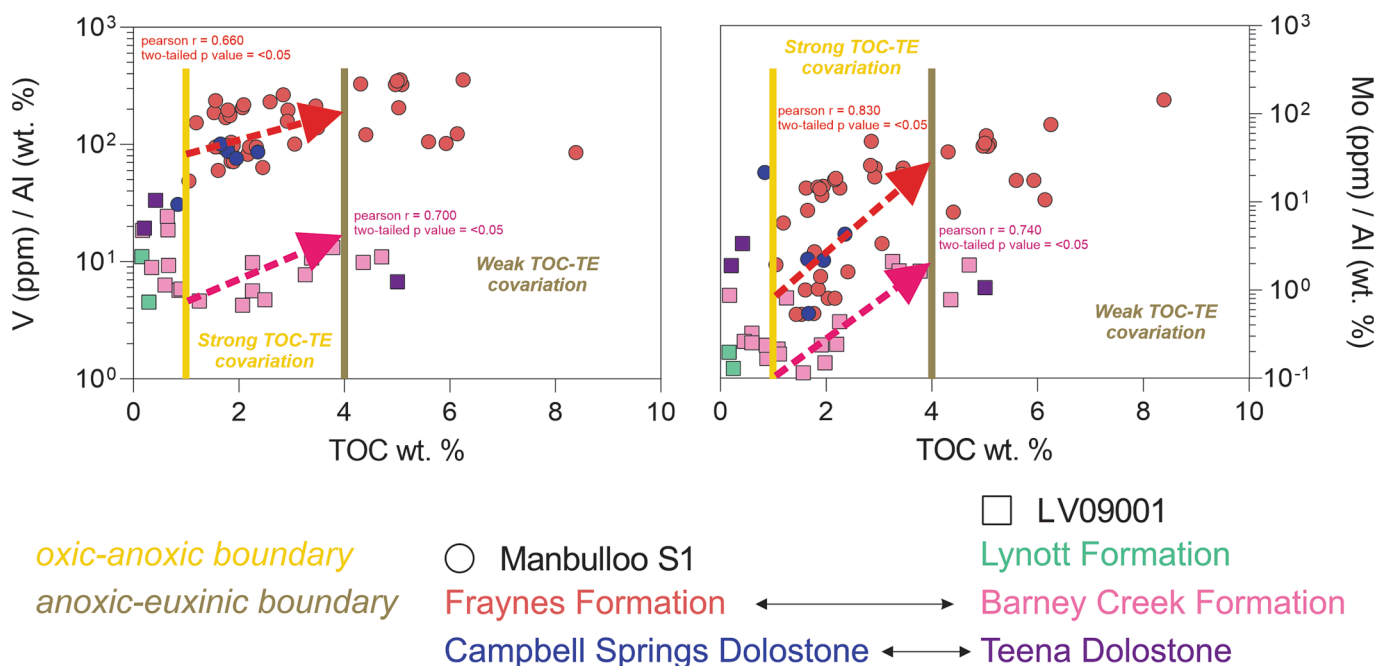 10³
10²
10¹
10⁰
V (ppm) / Al (wt. %)
pearson r = 0.660
two-tailed p value = <0.05
pearson r = 0.700
two-tailed p value = <0.05
Weak TOC-TE
covariation
Strong TOC-TE
covariation
0 2 4 6 8 10
TOC wt. %
Strong TOC-TE
covariation
pearson r = 0.830
two-tailed p value = <0.05
pearson r = 0.740
two-tailed p value = <0.05
Weak TOC-TE
covariation
10³
10²
10¹
10⁰
10⁻¹
Mo (ppm) / Al (wt. %)
0 2 4 6 8 10
TOC wt. %
oxic-anoxic boundary
anoxic-euxinic boundary
Manbulloo S1
Fraynes Formation
Campbell Springs Dolostone
LV09001
Lynott Formation
Barney Creek Formation
Teena Dolostone